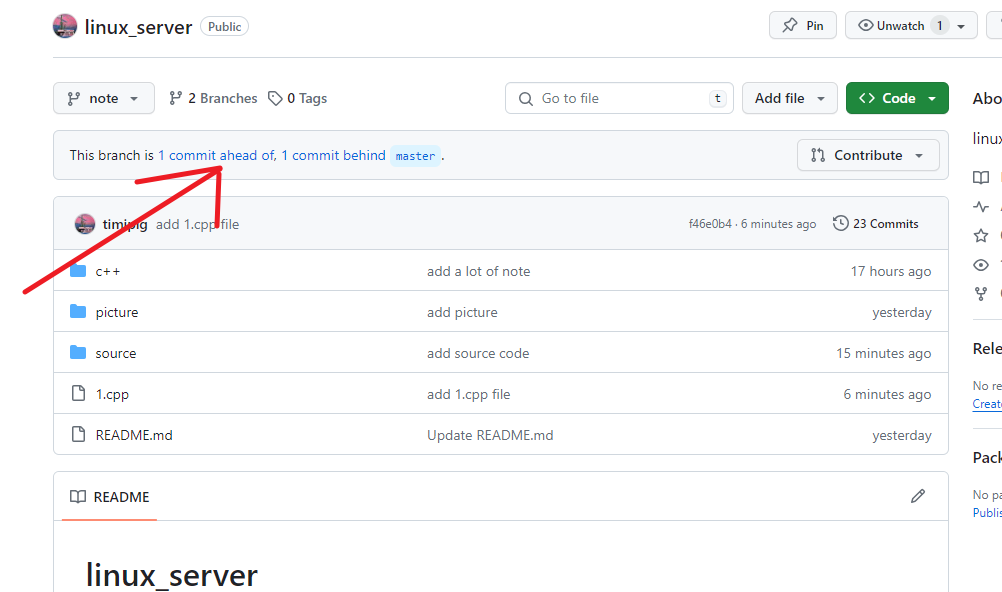 linux_server Public Pin Unwatch 1
note 2 Branches 0 Tags Go to file t Add file Code
This branch is 1 commit ahead of, 1 commit behind master . Contribute
timipig add 1.cpp file f46e0b4 · 6 minutes ago 23 Commits
c++ add a lot of note 17 hours ago
picture add picture yesterday
source add source code 15 minutes ago
1.cpp add 1.cpp file 6 minutes ago
README.md Update README.md yesterday
README
linux_server
Abo
linux
Rele
No re
Create
Pack
No pa
Publis